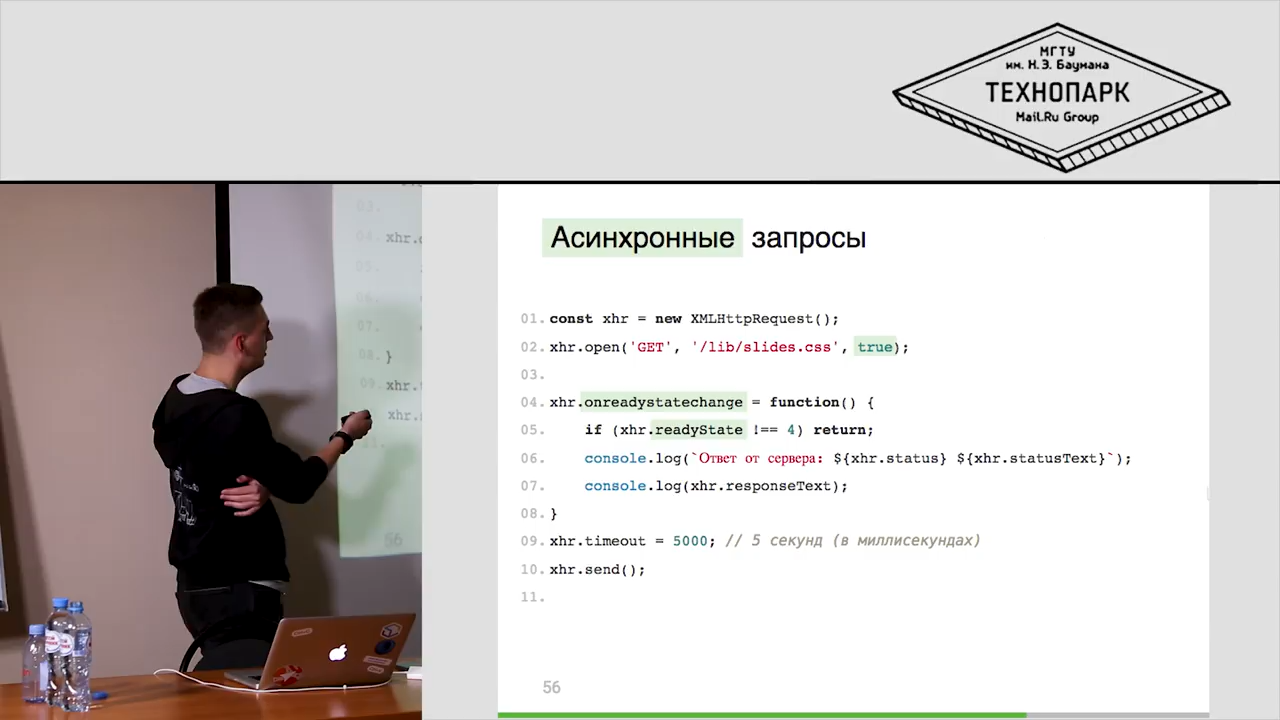 МГТУ
им. Н.Э. Баумана
ТЕХНОПАРК
Mail.Ru Group
Асинхронные запросы
01. const xhr = new XMLHttpRequest();
02. xhr.open('GET', '/lib/slides.css', true);
03.
04. xhr.onreadystatechange = function() {
05. if (xhr.readyState !== 4) return;
06. console.log(`Ответ от сервера: ${xhr.status} ${xhr.statusText}`);
07. console.log(xhr.responseText);
08. }
09. xhr.timeout = 5000; // 5 секунд (в миллисекундах)
10. xhr.send();
11.
56
03.
04. xhr.
05.
06.
07.
08. }
09. xhr.
xhr.
56